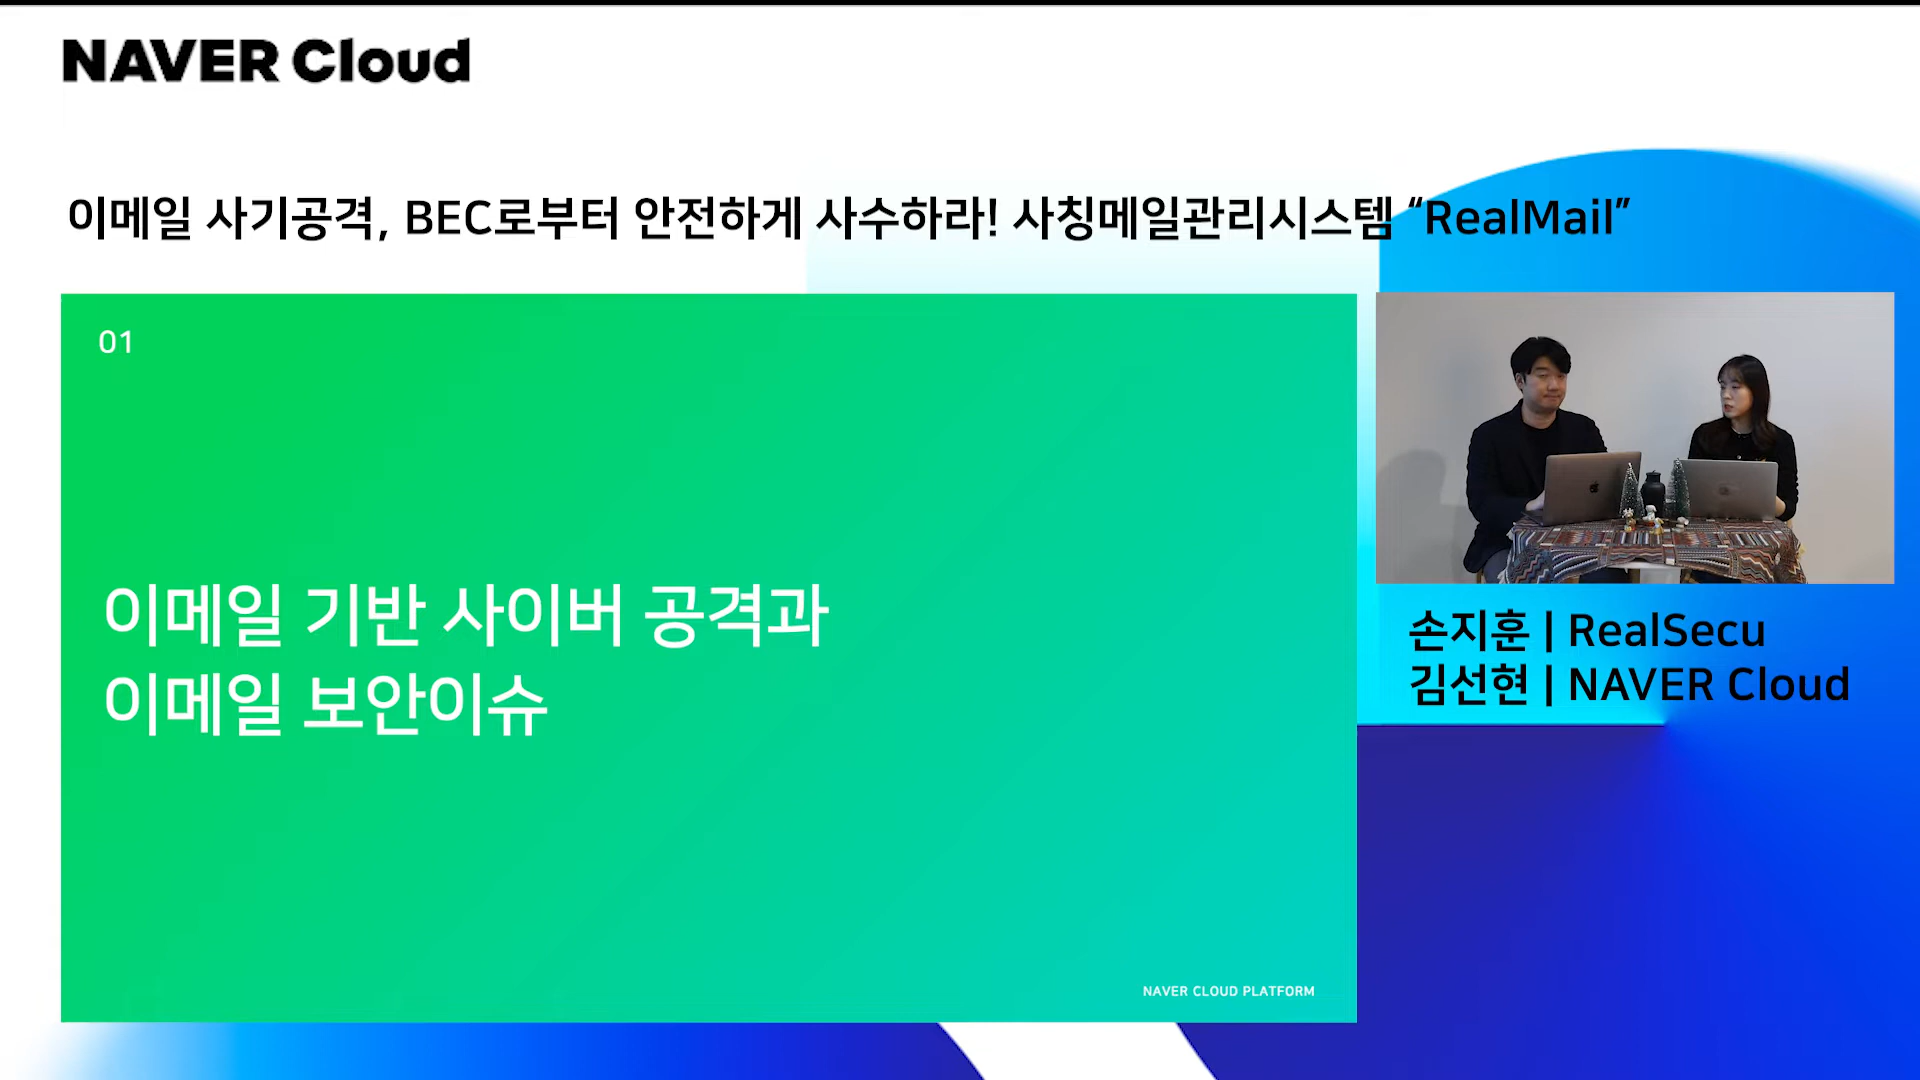 NAVER Cloud
이메일 사기공격, BEC로부터 안전하게 사수하라! 사칭메일관리시스템 “RealMail”
01
이메일 기반 사이버 공격과
이메일 보안이슈
NAVER CLOUD PLATFORM
손지훈 | RealSecu
김선현 | NAVER Cloud